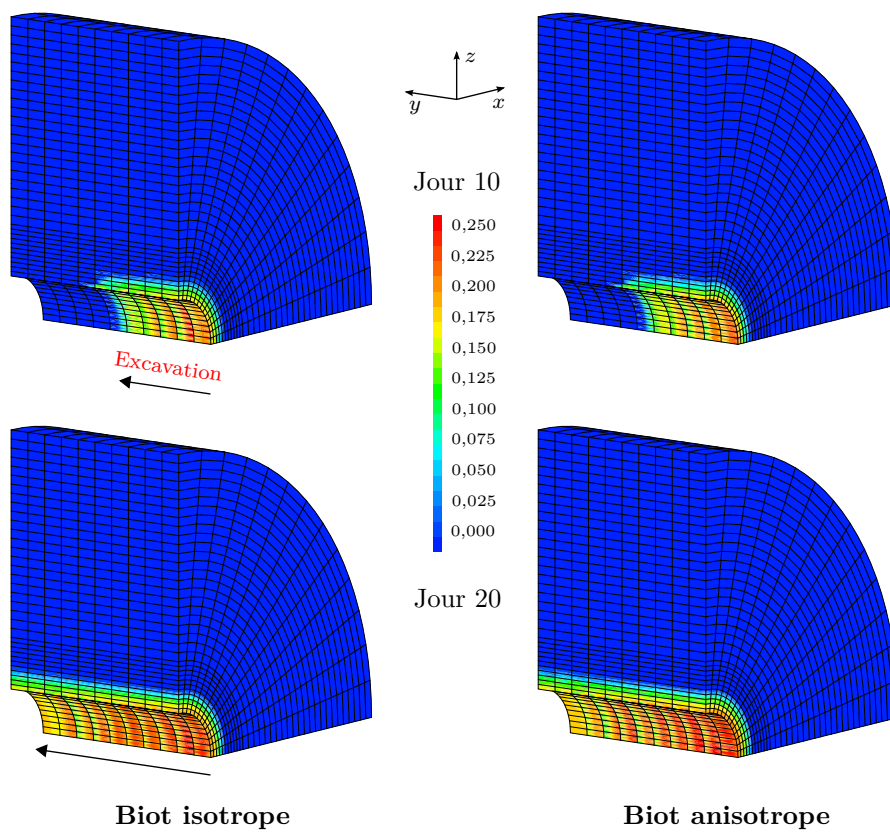 z
y
x
Jour 10
0,250
0,225
0,200
0,175
0,150
0,125
0,100
0,075
0,050
0,025
0,000
Excavation
Jour 20
Biot isotrope
Biot anisotrope